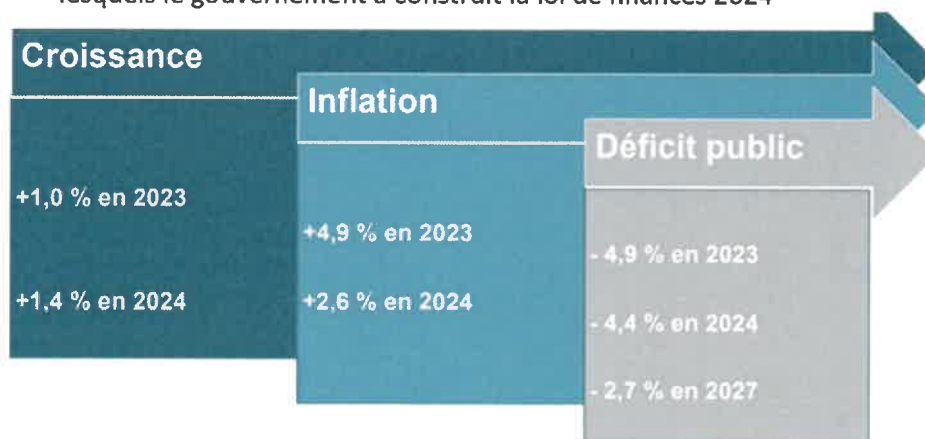 lesquels le gouvernement a construit la loi de finances 2024
Croissance
+1,0 % en 2023
+1,4 % en 2024
Inflation
+4,9 % en 2023
+2,6 % en 2024
Déficit public
- 4,9 % en 2023
- 4,4 % en 2024
- 2,7 % en 2027